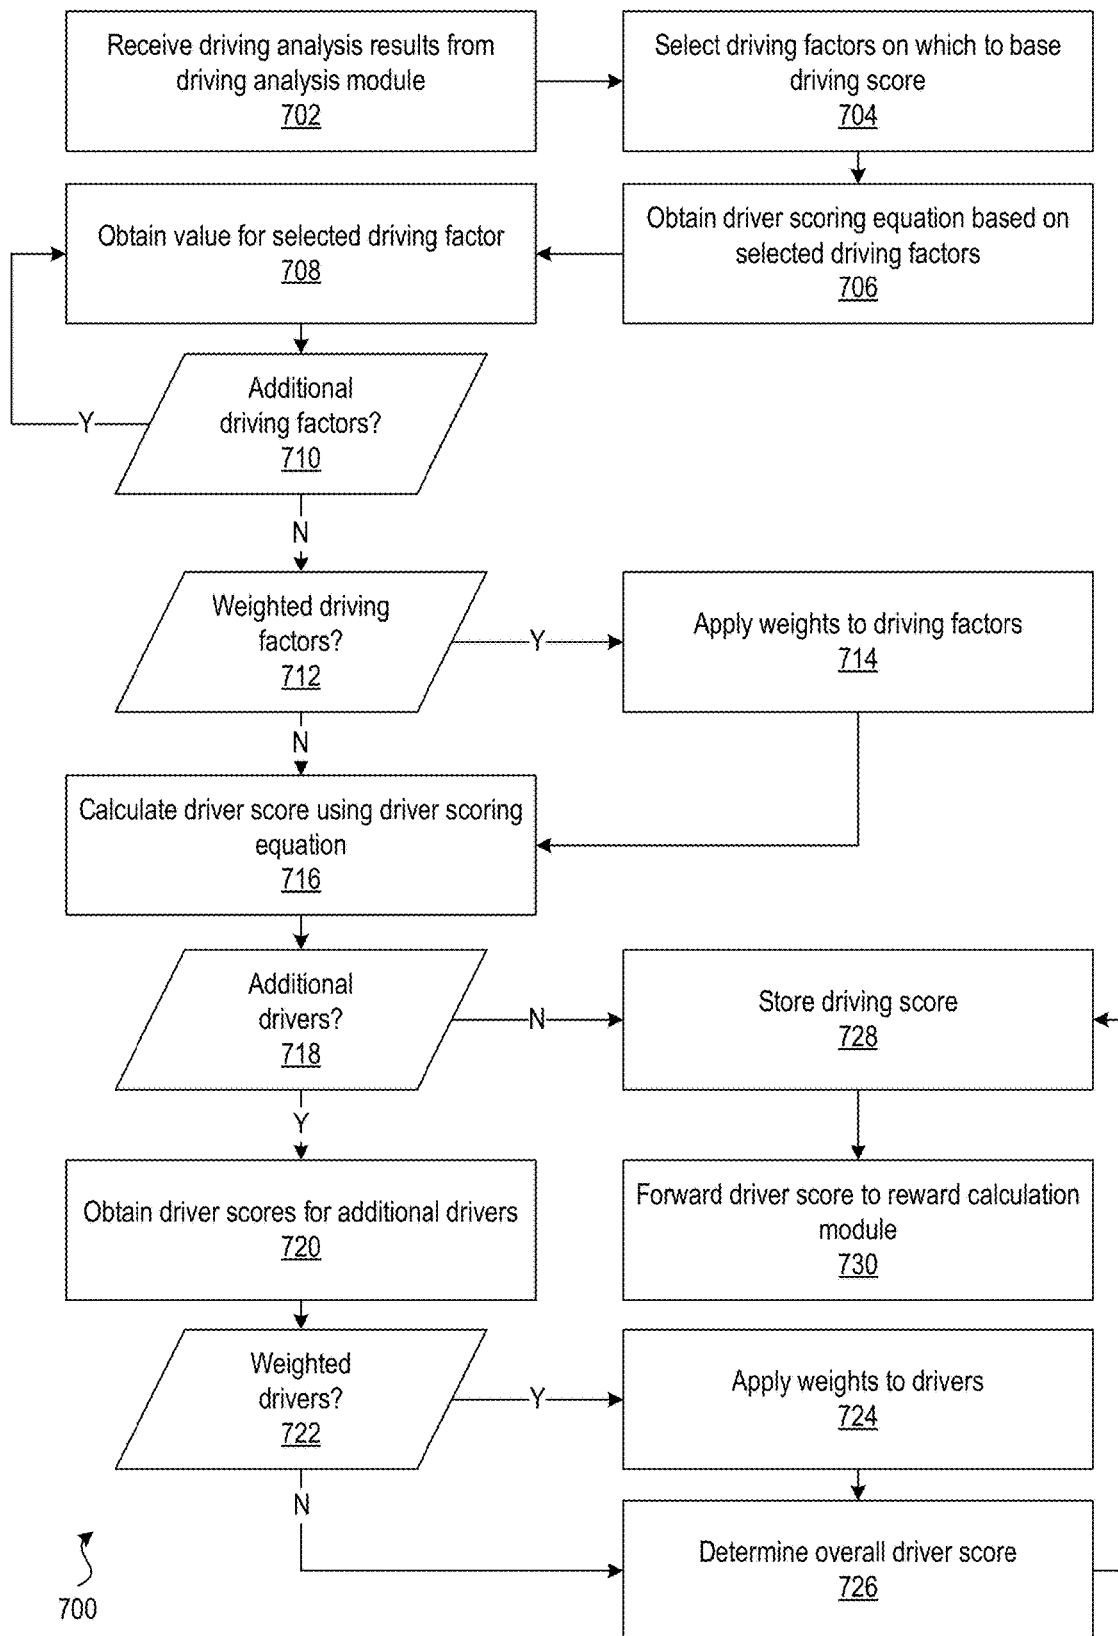 Receive driving analysis results from
driving analysis module
702
Select driving factors on which to base
driving score
704
Obtain value for selected driving factor
708
Obtain driver scoring equation based on
selected driving factors
706
Additional
driving factors?
710
Y
N
Weighted driving
factors?
712
Y
Apply weights to driving factors
714
N
Calculate driver score using driver scoring
equation
716
Additional
drivers?
718
N
Store driving score
728
Y
Obtain driver scores for additional drivers
720
Forward driver score to reward calculation
module
730
Weighted
drivers?
722
Y
Apply weights to drivers
724
N
Determine overall driver score
726
700